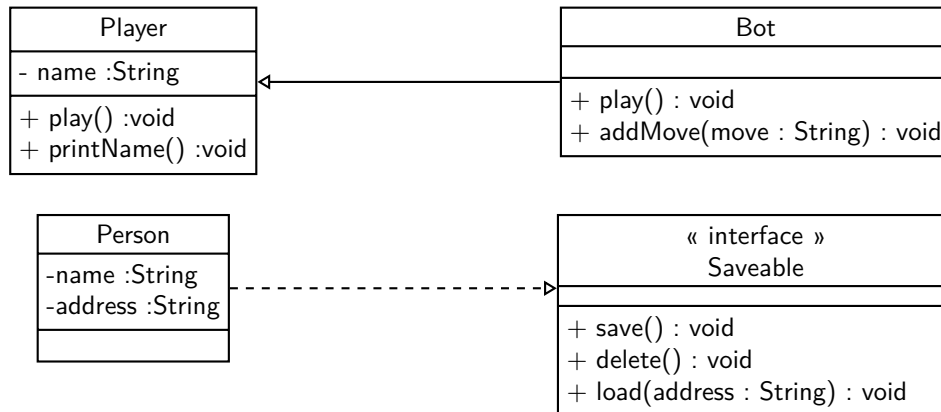 Player
- name :String
+ play() :void
+ printName() :void
Bot
+ play() : void
+ addMove(move : String) : void
Person
-name :String
-address :String
« interface »
Saveable
+ save() : void
+ delete() : void
+ load(address : String) : void